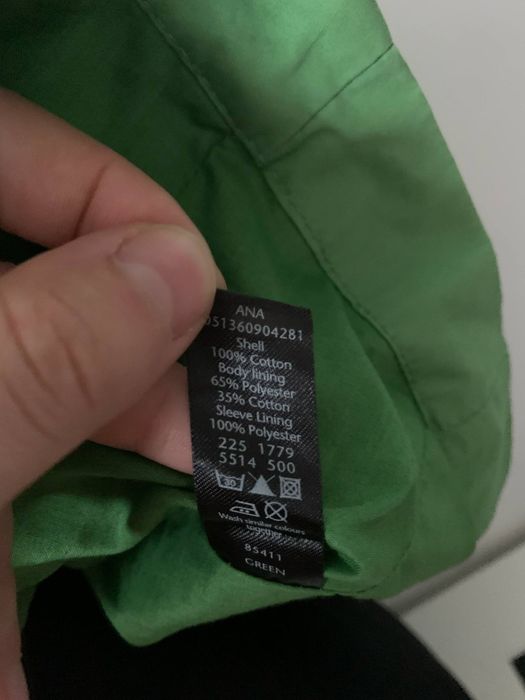 ANA
051360904281
Shell
100% Cotton
Body lining
65% Polyester
35% Cotton
Sleeve Lining
100% Polyester
225 1779
5514 500
30
Wash similar colours
together
85411
GREEN